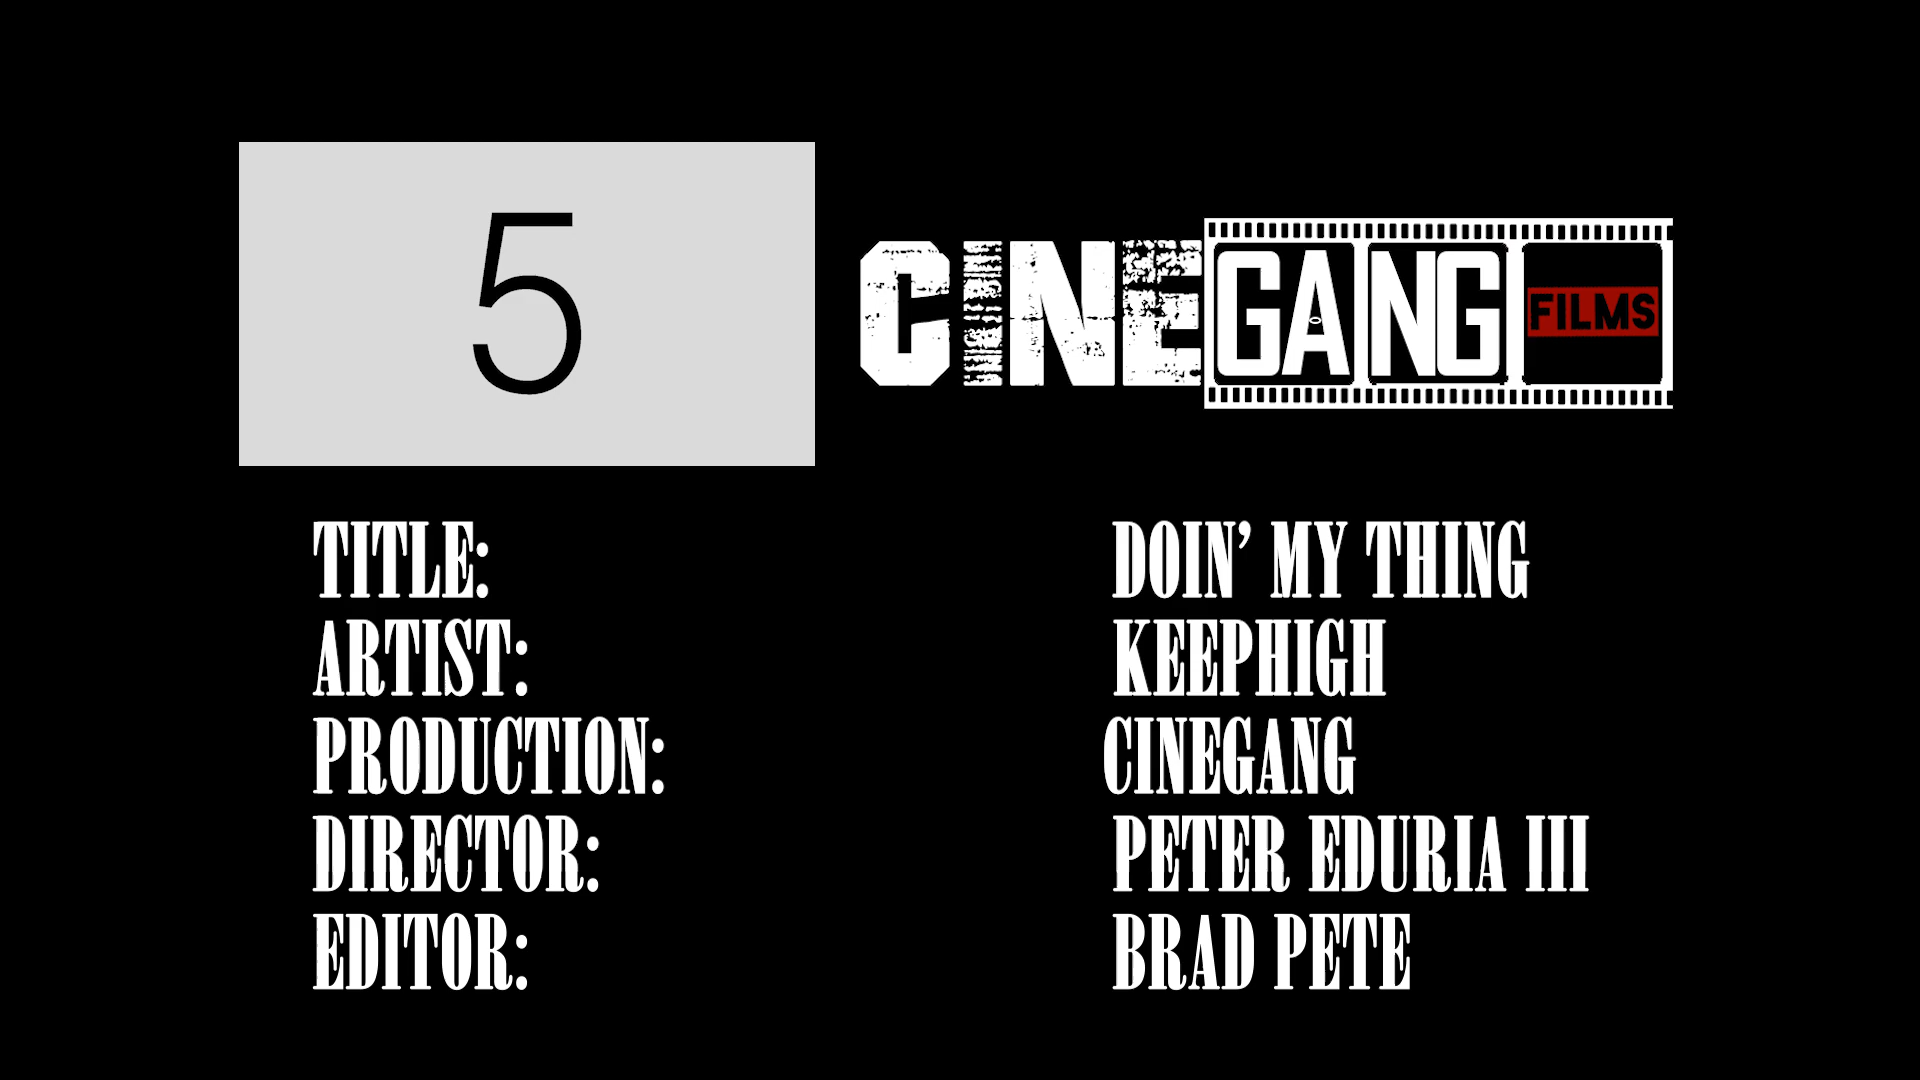 5
CINEGANG FILMS
TITLE: DOIN’ MY THING
ARTIST: KEEPHIGH
PRODUCTION: CINEGANG
DIRECTOR: PETER EDURIA III
EDITOR: BRAD PETE